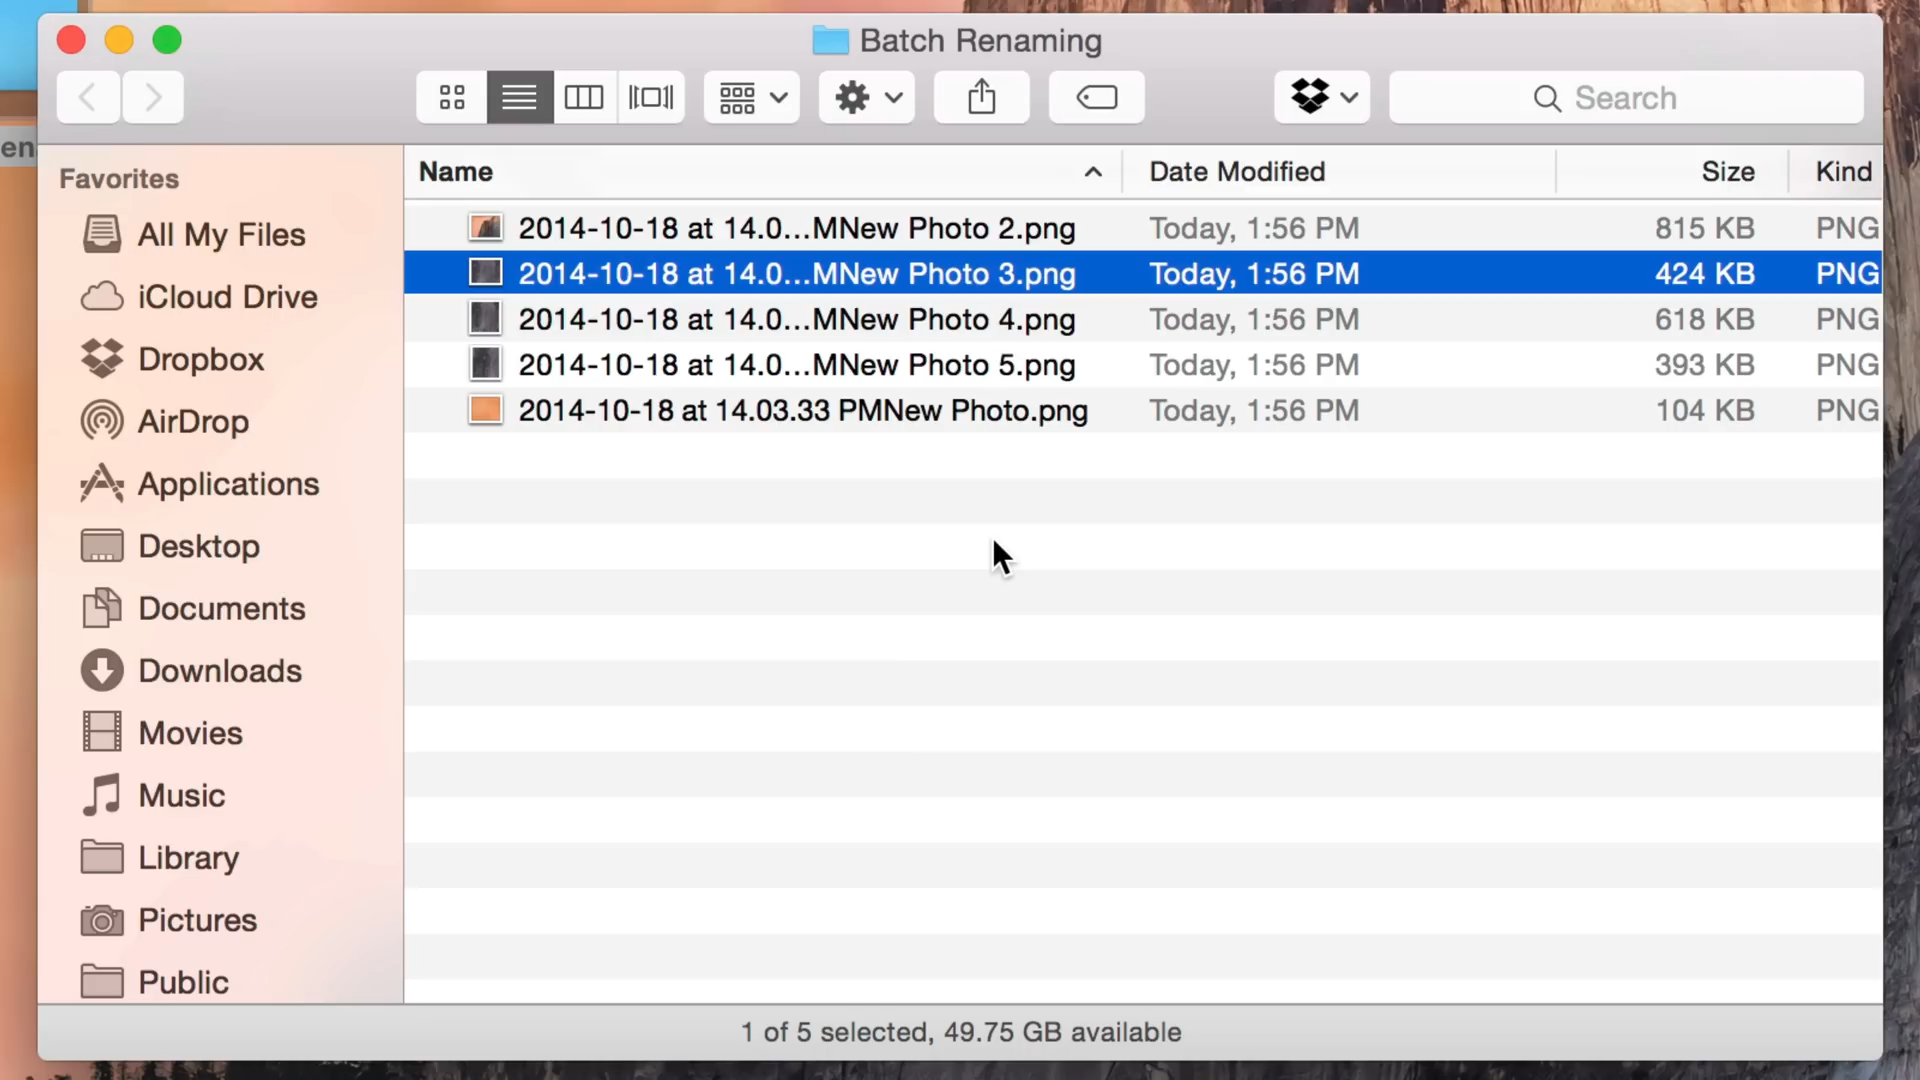 Batch Renaming
Search
en
Favorites
All My Files
iCloud Drive
Dropbox
AirDrop
Applications
Desktop
Documents
Downloads
Movies
Music
Library
Pictures
Public
Name Date Modified Size Kind
2014-10-18 at 14.0...MNew Photo 2.png Today, 1:56 PM 815 KB PNG
2014-10-18 at 14.0...MNew Photo 3.png Today, 1:56 PM 424 KB PNG
2014-10-18 at 14.0...MNew Photo 4.png Today, 1:56 PM 618 KB PNG
2014-10-18 at 14.0...MNew Photo 5.png Today, 1:56 PM 393 KB PNG
2014-10-18 at 14.03.33 PMNew Photo.png Today, 1:56 PM 104 KB PNG
1 of 5 selected, 49.75 GB available